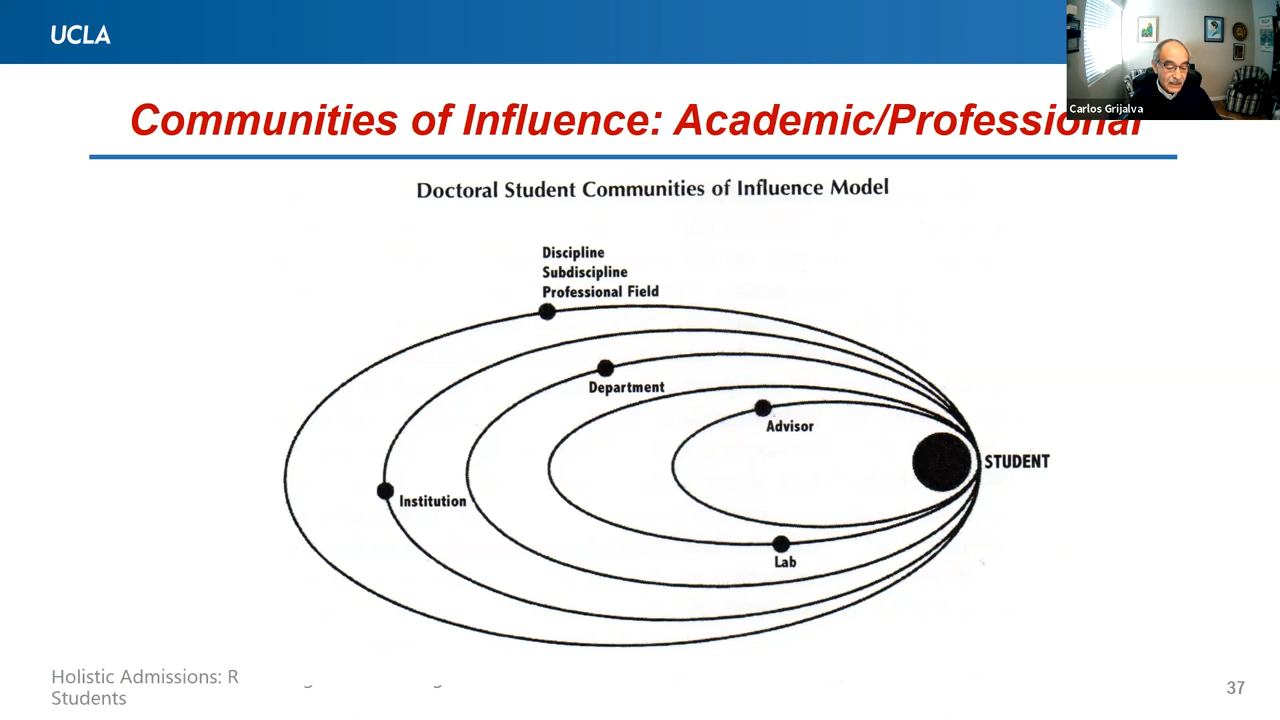 UCLA
Carlos Grijalva
Communities of Influence: Academic/Professional
Doctoral Student Communities of Influence Model
Discipline
Subdiscipline
Professional Field
Department
Advisor
STUDENT
Institution
Lab
Holistic Admissions: R
Students
37